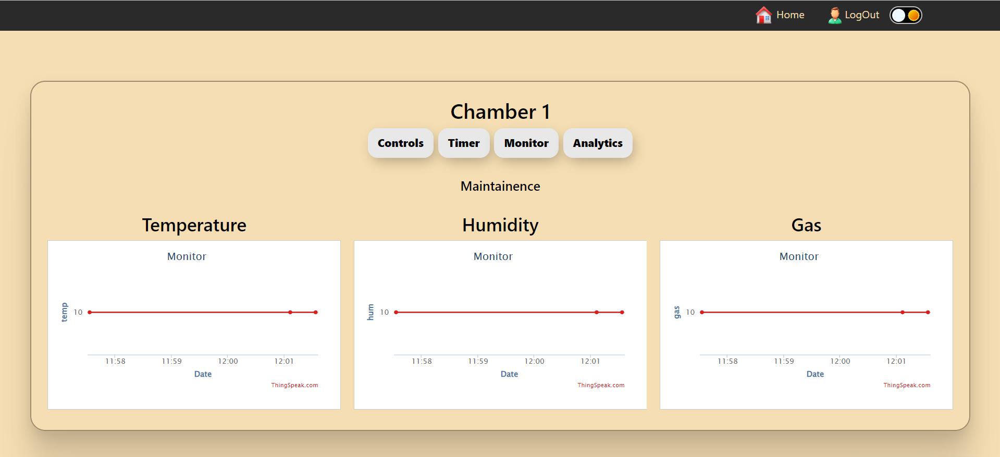 Home LogOut
Chamber 1
Controls Timer Monitor Analytics
Maintainence
Temperature
Monitor
temp
10
11:58 11:59 12:00 12:01
Date
ThingSpeak.com
Humidity
Monitor
hum
10
11:58 11:59 12:00 12:01
Date
ThingSpeak.com
Gas
Monitor
gas
10
11:58 11:59 12:00 12:01
Date
ThingSpeak.com